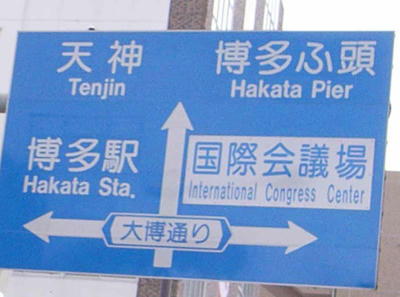 天神
Tenjin
博多ふ頭
Hakata Pier
博多駅
Hakata Sta.
国際会議場
International Congress Center
大博通り